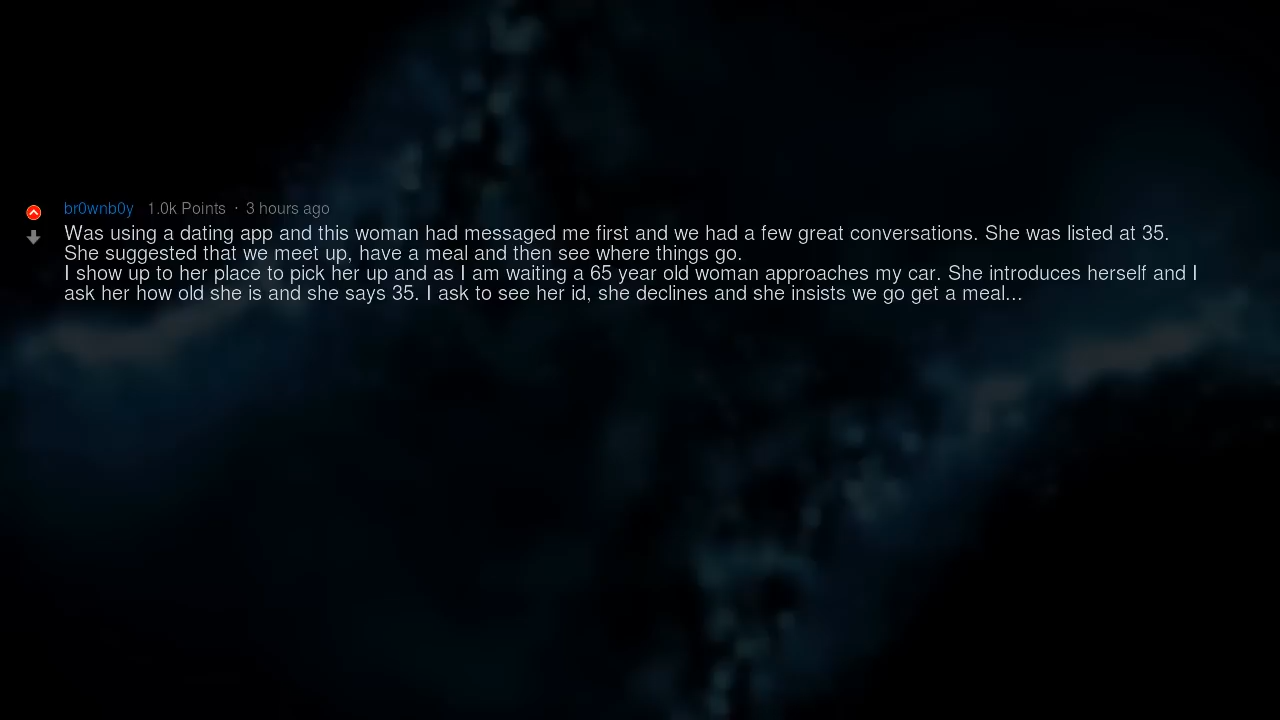 br0wnb0y 1.0k Points · 3 hours ago
Was using a dating app and this woman had messaged me first and we had a few great conversations. She was listed at 35.
She suggested that we meet up, have a meal and then see where things go.
I show up to her place to pick her up and as I am waiting a 65 year old woman approaches my car. She introduces herself and I
ask her how old she is and she says 35. I ask to see her id, she declines and she insists we go get a meal...